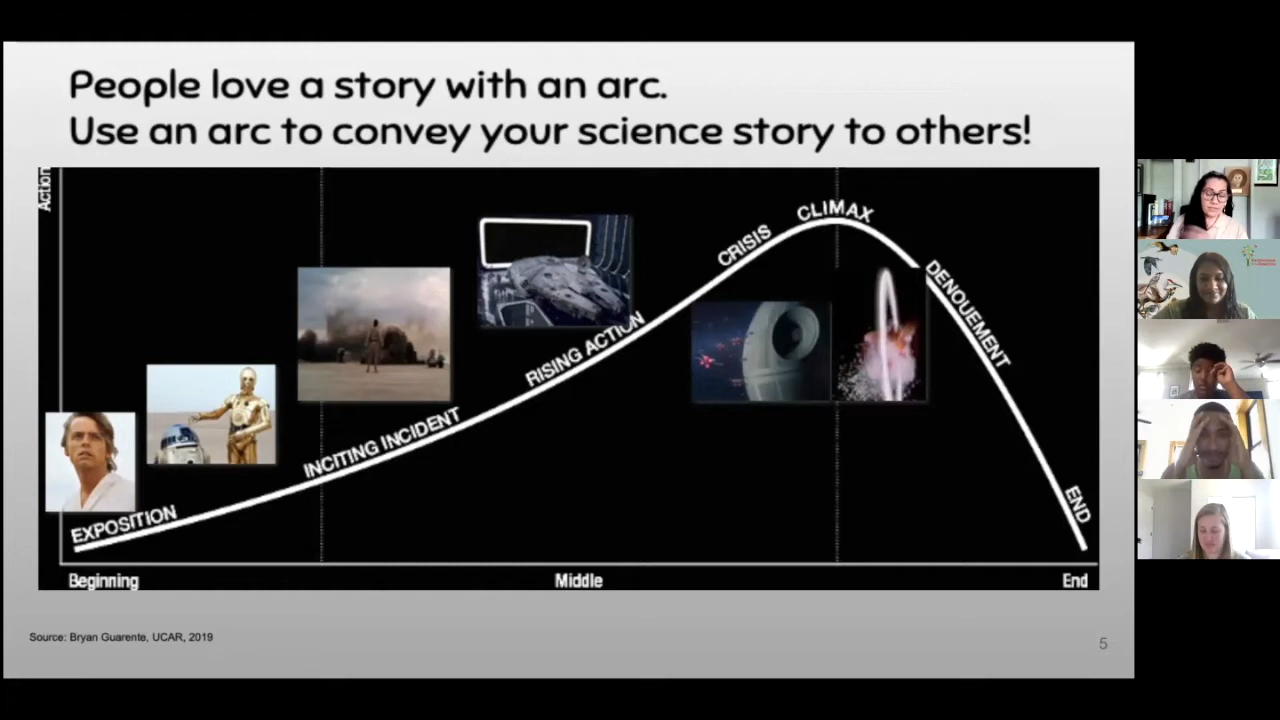 People love a story with an arc.
Use an arc to convey your science story to others!
Action
EXPOSITION
INCITING INCIDENT
RISING ACTION
CRISIS
CLIMAX
DENOUEMENT
END
Beginning
Middle
End
Source: Bryan Guarente, UCAR, 2019
5